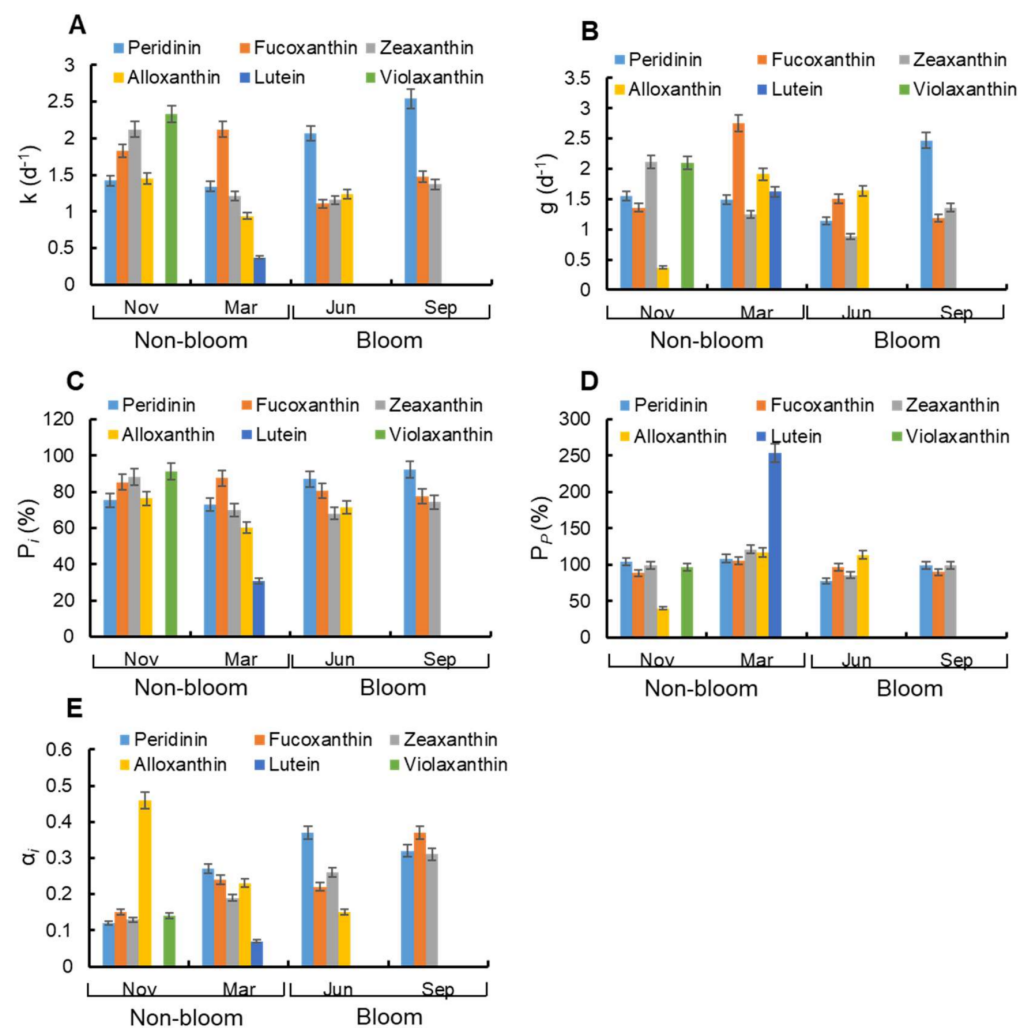 A
Peridinin Fucoxanthin Zeaxanthin
Alloxanthin Lutein Violaxanthin
3
2.5
2
1.5
1
0.5
0
k (d⁻¹)
Nov Mar Jun Sep
Non-bloom Bloom
B
Peridinin Fucoxanthin Zeaxanthin
Alloxanthin Lutein Violaxanthin
3.5
3
2.5
2
1.5
1
0.5
0
g (d⁻¹)
Nov Mar Jun Sep
Non-bloom Bloom
C
Peridinin Fucoxanthin Zeaxanthin
Alloxanthin Lutein Violaxanthin
120
100
80
60
40
20
0
Pᵢ (%)
Nov Mar Jun Sep
Non-bloom Bloom
D
Peridinin Fucoxanthin Zeaxanthin
Alloxanthin Lutein Violaxanthin
300
250
200
150
100
50
0
P_P (%)
Nov Mar Jun Sep
Non-bloom Bloom
E
Peridinin Fucoxanthin Zeaxanthin
Alloxanthin Lutein Violaxanthin
0.6
0.5
0.4
0.3
0.2
0.1
0
αᵢ
Nov Mar Jun Sep
Non-bloom Bloom